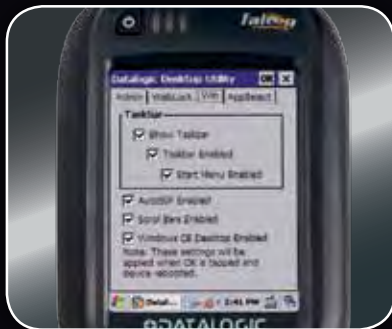 Falcon
Datalogic Desktop Utility OK X
Admin WebLock Win AppSelect
Taskbar
Show Taskbar
Taskbar Enabled
Start Menu Enabled
AutoSIP Enabled
Scroll Bars Enabled
Windows CE Desktop Enabled
Note: These settings will be
applied when OK is tapped and
device rebooted.
Datal... 2:41 PM
DATALOGIC